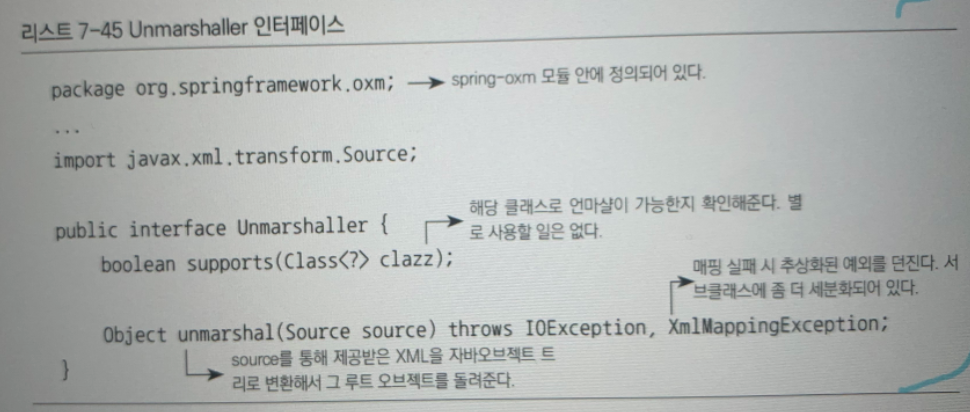 리스트 7-45 Unmarshaller 인터페이스
package org.springframework.oxm; → spring-oxm 모듈 안에 정의되어 있다.
...
import javax.xml.transform.Source;
해당 클래스로 언마샬이 가능한지 확인해준다. 별
public interface Unmarshaller {
로 사용할 일은 없다.
boolean supports(Class<?> clazz);
매핑 실패 시 추상화된 예외를 던진다. 서
브클래스에 좀 더 세분화되어 있다.
Object unmarshal(Source source) throws IOException, XmlMappingException;
source를 통해 제공받은 XML을 자바오브젝트 트
}
리로 변환해서 그 루트 오브젝트를 돌려준다.